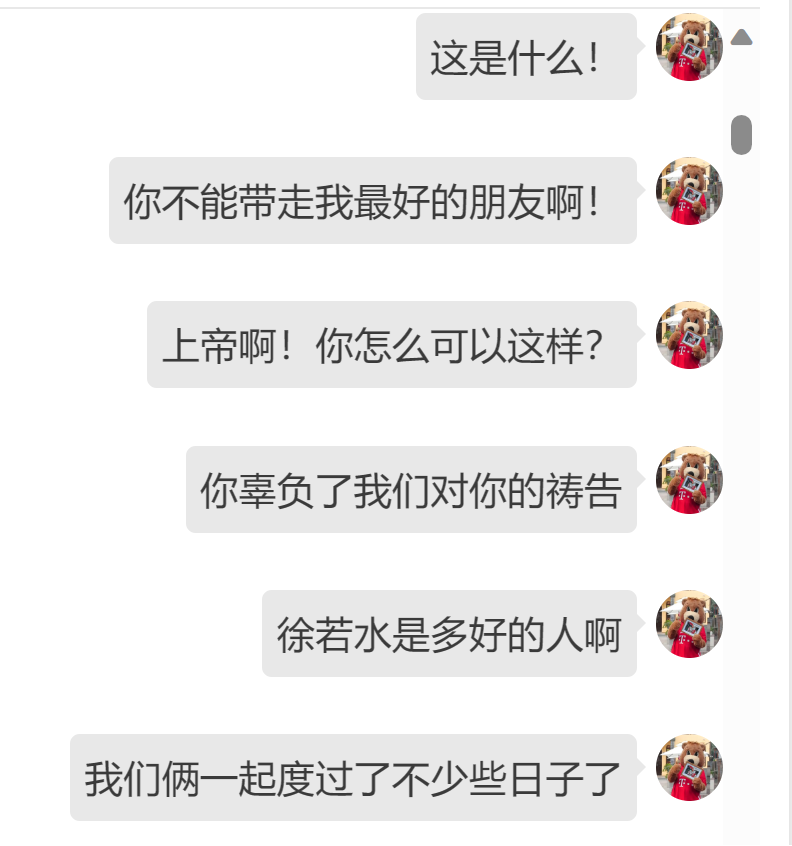 这是什么！
你不能带走我最好的朋友啊！
上帝啊！你怎么可以这样？
你辜负了我们对你的祷告
徐若水是多好的人啊
我们俩一起度过了不少些日子了